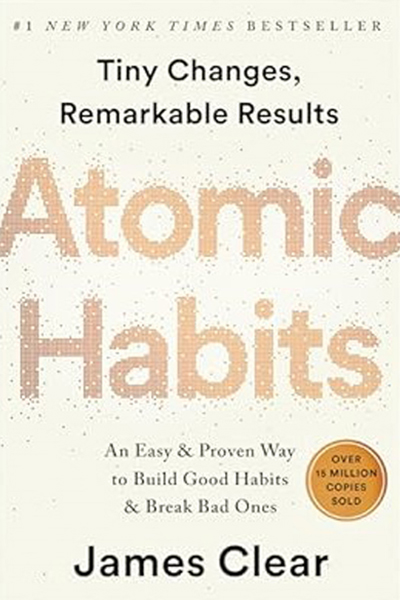 #1 NEW YORK TIMES BESTSELLER
Tiny Changes,
Remarkable Results
Atomic
Habits
An Easy & Proven Way
to Build Good Habits
& Break Bad Ones
OVER
15 MILLION
COPIES
SOLD
James Clear